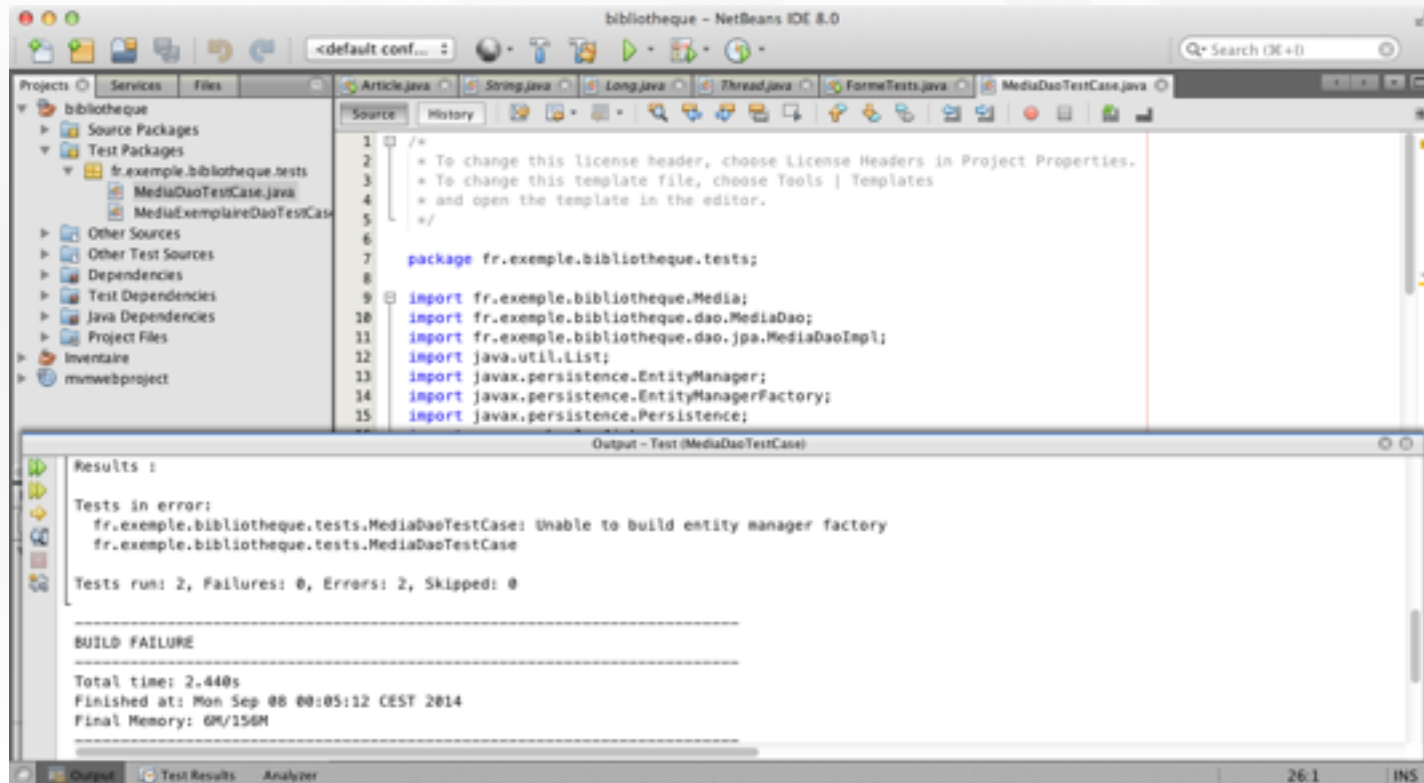 bibliotheque – NetBeans IDE 8.0
<default conf...
Search (⌘+I)
Projects
Services
Files
Article.java
String.java
Long.java
Thread.java
FormeTests.java
MediaDaoTestCase.java
Source
History
bibliotheque
Source Packages
Test Packages
fr.exemple.bibliotheque.tests
MediaDaoTestCase.java
MediaExemplaireDaoTestCas
Other Sources
Other Test Sources
Dependencies
Test Dependencies
Java Dependencies
Project Files
Inventaire
mvnwebproject
1 /*
2 * To change this license header, choose License Headers in Project Properties.
3 * To change this template file, choose Tools | Templates
4 * and open the template in the editor.
5 */
6
7 package fr.exemple.bibliotheque.tests;
8
9 import fr.exemple.bibliotheque.Media;
10 import fr.exemple.bibliotheque.dao.MediaDao;
11 import fr.exemple.bibliotheque.dao.jpa.MediaDaoImpl;
12 import java.util.List;
13 import javax.persistence.EntityManager;
14 import javax.persistence.EntityManagerFactory;
15 import javax.persistence.Persistence;
Output – Test (MediaDaoTestCase)
Results :
Tests in error:
fr.exemple.bibliotheque.tests.MediaDaoTestCase: Unable to build entity manager factory
fr.exemple.bibliotheque.tests.MediaDaoTestCase
Tests run: 2, Failures: 0, Errors: 2, Skipped: 0
------------------------------------------------------------------------
BUILD FAILURE
------------------------------------------------------------------------
Total time: 2.440s
Finished at: Mon Sep 08 00:05:12 CEST 2014
Final Memory: 6M/156M
------------------------------------------------------------------------
Output
Test Results
Analyzer
26:1
INS